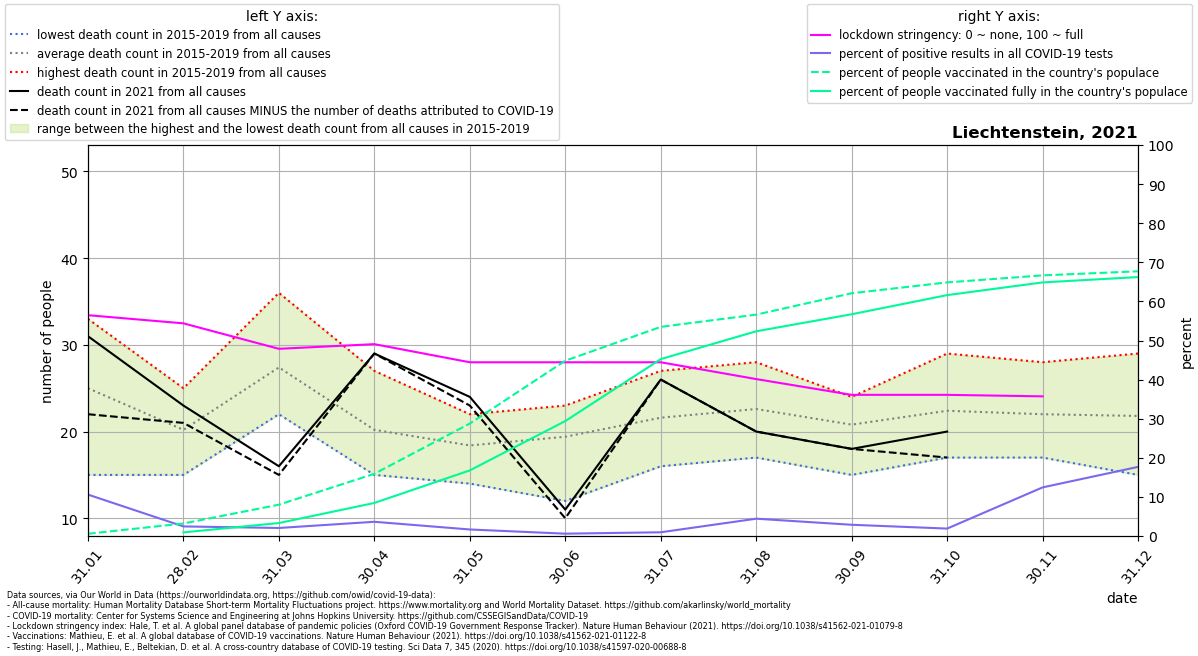 left Y axis:
lowest death count in 2015-2019 from all causes
average death count in 2015-2019 from all causes
highest death count in 2015-2019 from all causes
death count in 2021 from all causes
death count in 2021 from all causes MINUS the number of deaths attributed to COVID-19
range between the highest and the lowest death count from all causes in 2015-2019
right Y axis:
lockdown stringency: 0 ~ none, 100 ~ full
percent of positive results in all COVID-19 tests
percent of people vaccinated in the country's populace
percent of people vaccinated fully in the country's populace
Liechtenstein, 2021
number of people
50
40
30
20
10
100
90
80
70
60
50
40
30
20
10
0
percent
31.01
28.02
31.03
30.04
31.05
30.06
31.07
31.08
30.09
31.10
30.11
31.12
date
Data sources, via Our World in Data (https://ourworldindata.org, https://github.com/owid/covid-19-data):
- All-cause mortality: Human Mortality Database Short-term Mortality Fluctuations project. https://www.mortality.org and World Mortality Dataset. https://github.com/akarlinsky/world_mortality
- COVID-19 mortality: Center for Systems Science and Engineering at Johns Hopkins University. https://github.com/CSSEGISandData/COVID-19
- Lockdown stringency index: Hale, T. et al. A global panel database of pandemic policies (Oxford COVID-19 Government Response Tracker). Nature Human Behaviour (2021). https://doi.org/10.1038/s41562-021-01079-8
- Vaccinations: Mathieu, E. et al. A global database of COVID-19 vaccinations. Nature Human Behaviour (2021). https://doi.org/10.1038/s41562-021-01122-8
- Testing: Hasell, J., Mathieu, E., Beltekian, D. et al. A cross-country database of COVID-19 testing. Sci Data 7, 345 (2020). https://doi.org/10.1038/s41597-020-00688-8